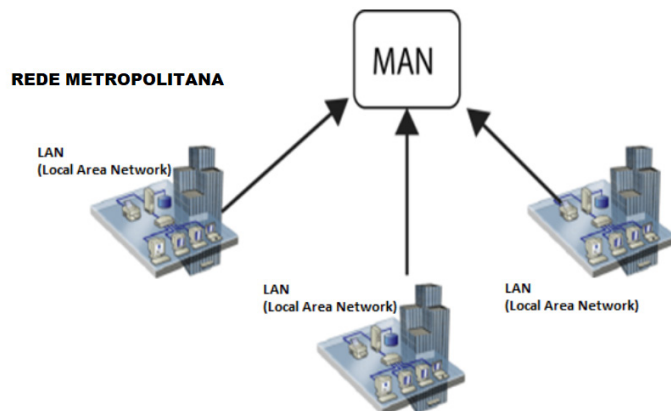 MAN
REDE METROPOLITANA
LAN
(Local Area Network)
LAN
(Local Area Network)
LAN
(Local Area Network)